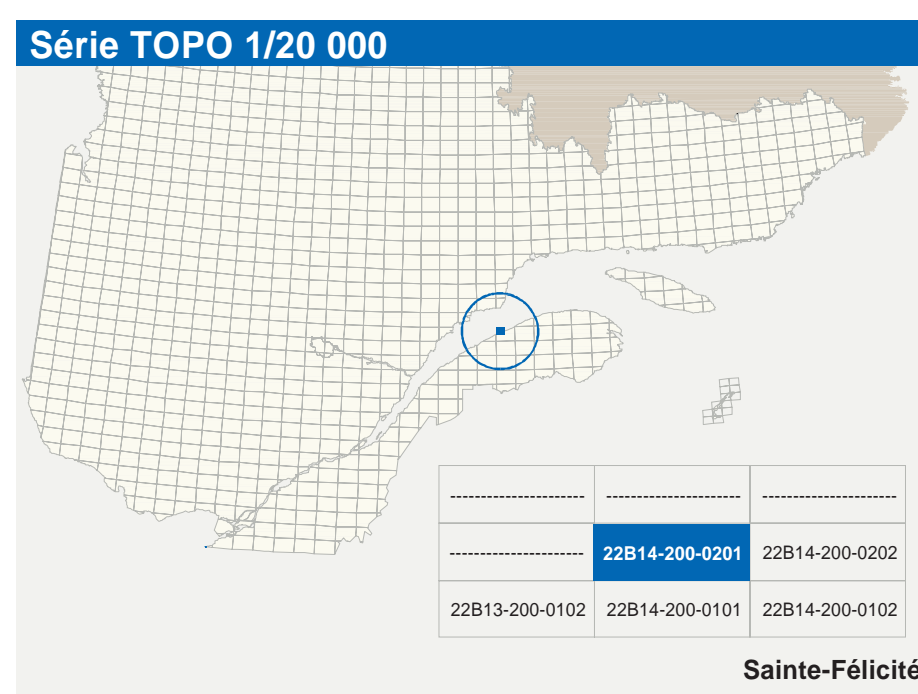 Série TOPO 1/20 000
---------------------- ---------------------- ----------------------
---------------------- 22B14-200-0201 22B14-200-0202
22B13-200-0102 22B14-200-0101 22B14-200-0102
Sainte-Félicité